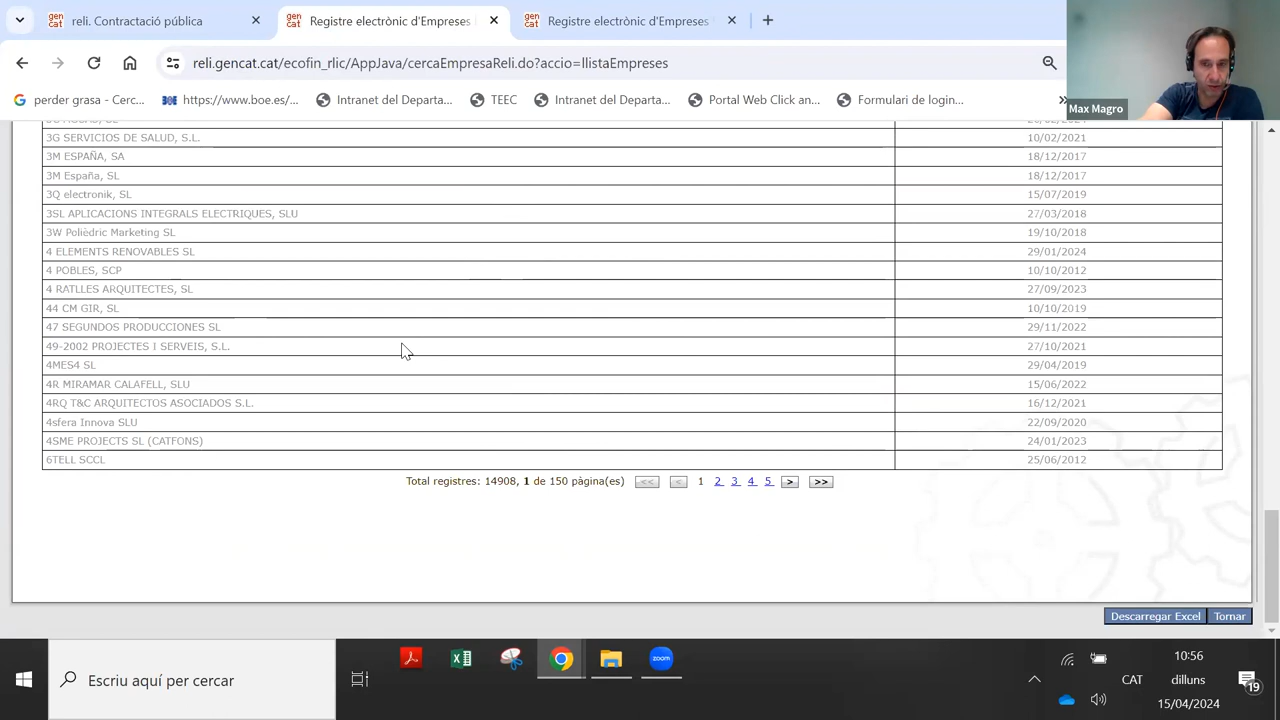 gen cat reli. Contractació pública
gen cat Registre electrònic d'Empreses
gen cat Registre electrònic d'Empreses
reli.gencat.cat/ecofin_rlic/AppJava/cercaEmpresaReli.do?accio=llistaEmpreses
perder grasa - Cerc... https://www.boe.es/... Intranet del Departa... TEEC Intranet del Departa... Portal Web Click an... Formulari de login...
Max Magro
3G SERVICIOS DE SALUD, S.L. 10/02/2021
3M ESPAÑA, SA 18/12/2017
3M España, SL 18/12/2017
3Q electronik, SL 15/07/2019
3SL APLICACIONS INTEGRALS ELECTRIQUES, SLU 27/03/2018
3W Polièdric Marketing SL 19/10/2018
4 ELEMENTS RENOVABLES SL 29/01/2024
4 POBLES, SCP 10/10/2012
4 RATLLES ARQUITECTES, SL 27/09/2023
44 CM GIR, SL 10/10/2019
47 SEGUNDOS PRODUCCIONES SL 29/11/2022
49-2002 PROJECTES I SERVEIS, S.L. 27/10/2021
4MES4 SL 29/04/2019
4R MIRAMAR CALAFELL, SLU 15/06/2022
4RQ T&C ARQUITECTOS ASOCIADOS S.L. 16/12/2021
4sfera Innova SLU 22/09/2020
4SME PROJECTS SL (CATFONS) 24/01/2023
6TELL SCCL 25/06/2012
Total registres: 14908, 1 de 150 pàgina(es) << < 1 2 3 4 5 > >>
Descarregar Excel Tornar
Escriu aquí per cercar
zoom
CAT
10:56
dilluns
15/04/2024
19